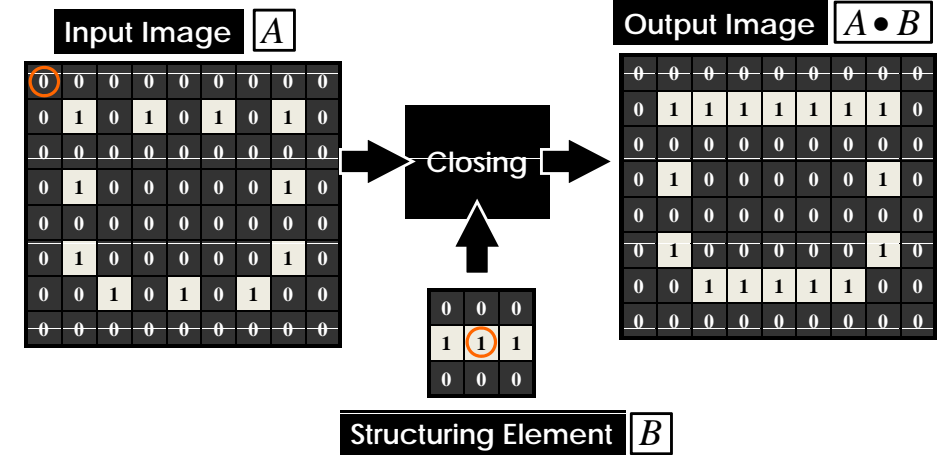 Input Image A
0 0 0 0 0 0 0 0 0
0 1 0 1 0 1 0 1 0
0 0 0 0 0 0 0 0 0
0 1 0 0 0 0 0 1 0
0 0 0 0 0 0 0 0 0
0 1 0 0 0 0 0 1 0
0 0 1 0 1 0 1 0 0
0 0 0 0 0 0 0 0 0
Closing
Output Image A • B
0 0 0 0 0 0 0 0 0
0 1 1 1 1 1 1 1 0
0 0 0 0 0 0 0 0 0
0 1 0 0 0 0 0 1 0
0 0 0 0 0 0 0 0 0
0 1 0 0 0 0 0 1 0
0 0 1 1 1 1 1 0 0
0 0 0 0 0 0 0 0 0
0 0 0
1 1 1
0 0 0
Structuring Element B